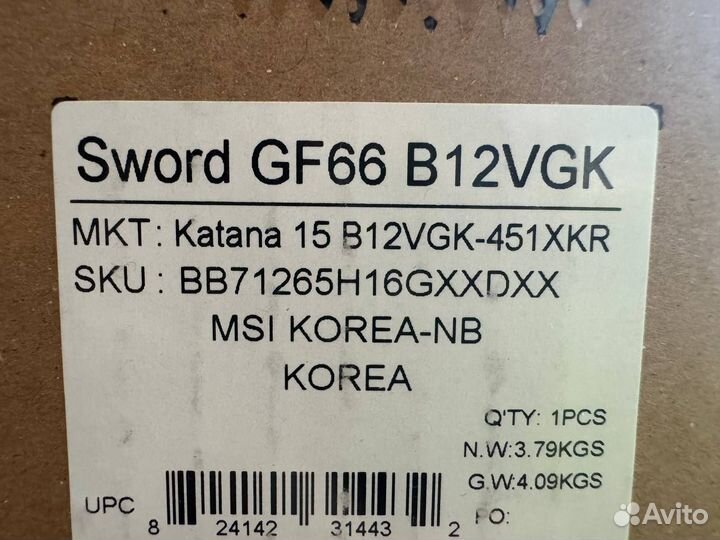 Sword GF66 B12VGK
MKT: Katana 15 B12VGK-451XKR
SKU : BB71265H16GXXDXX
MSI KOREA-NB
KOREA
Q'TY: 1PCS
N.W:3.79KGS
G.W:4.09KGS
PO:
UPC
8 24142 31443 2
Avito